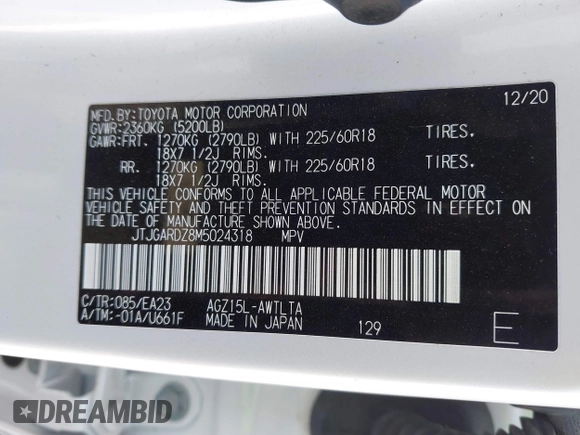 MFD.BY:TOYOTA MOTOR CORPORATION 12/20
GVWR:2360KG (5200LB)
GAWR:FRT. 1270KG (2790LB) WITH 225/60R18 TIRES.
18X7 1/2J RIMS.
RR. 1270KG (2790LB) WITH 225/60R18 TIRES.
18X7 1/2J RIMS.
THIS VEHICLE CONFORMS TO ALL APPLICABLE FEDERAL MOTOR
VEHICLE SAFETY AND THEFT PREVENTION STANDARDS IN EFFECT ON
THE DATE OF MANUFACTURE SHOWN ABOVE.
JTJGARDZ8M5024318 MPV
C/TR:085/EA23 AGZ15L-AWTLTA
A/TM:-01A/U661F MADE IN JAPAN 129 E
DREAMBID